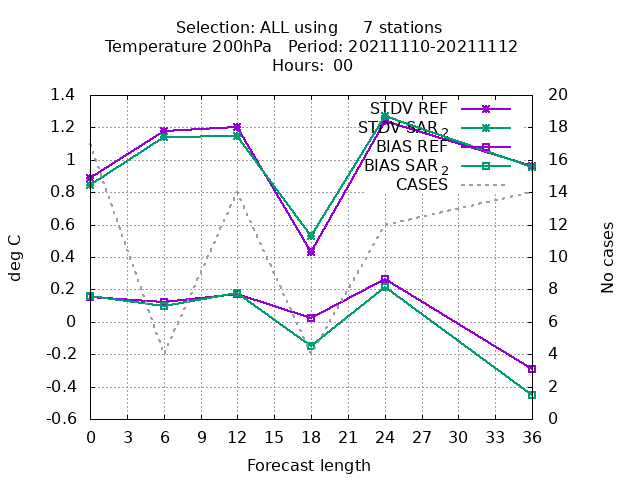 Selection: ALL using 7 stations
Temperature 200hPa Period: 20211110-20211112
Hours: 00
1.4
1.2
1
0.8
0.6
0.4
0.2
0
-0.2
-0.4
-0.6
deg C
STDV REF
STDV SAR2
BIAS REF
BIAS SAR2
CASES
20
18
16
14
12
10
8
6
4
2
0
No cases
0 3 6 9 12 15 18 21 24 27 30 33 36
Forecast length